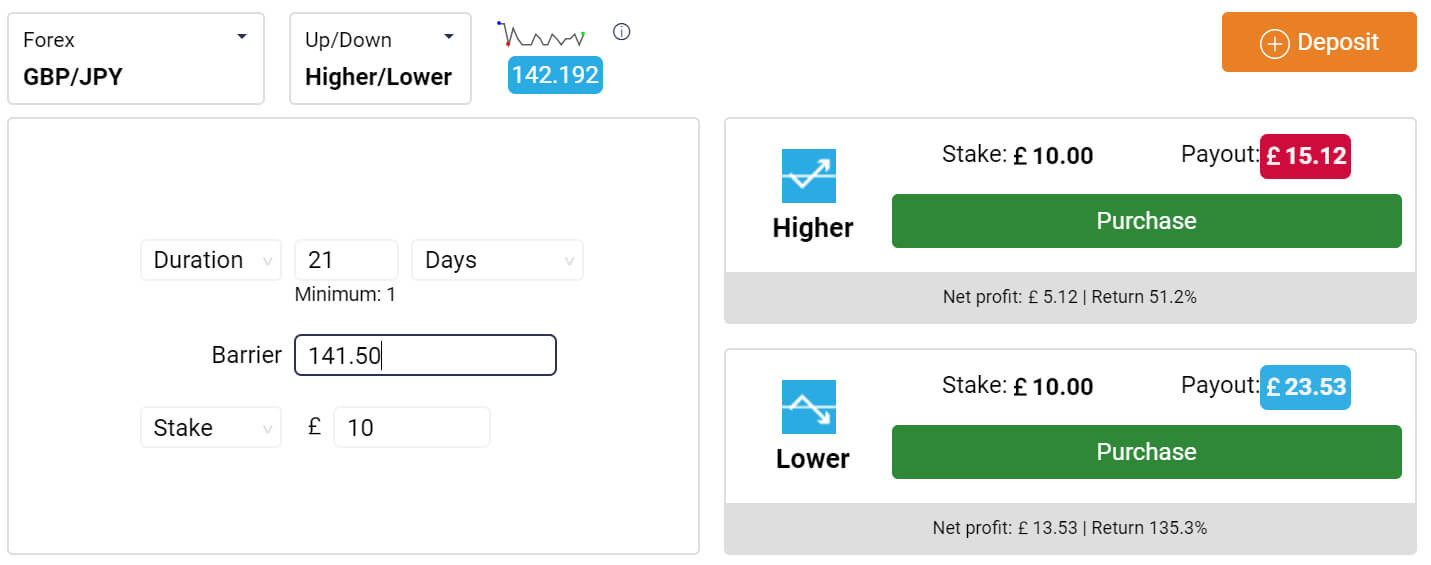 Forex
GBP/JPY
Up/Down
Higher/Lower
142.192
Deposit
Duration 21 Days
Minimum: 1
Barrier 141.50
Stake £ 10
Higher
Stake: £ 10.00 Payout: £ 15.12
Purchase
Net profit: £ 5.12 | Return 51.2%
Lower
Stake: £ 10.00 Payout: £ 23.53
Purchase
Net profit: £ 13.53 | Return 135.3%